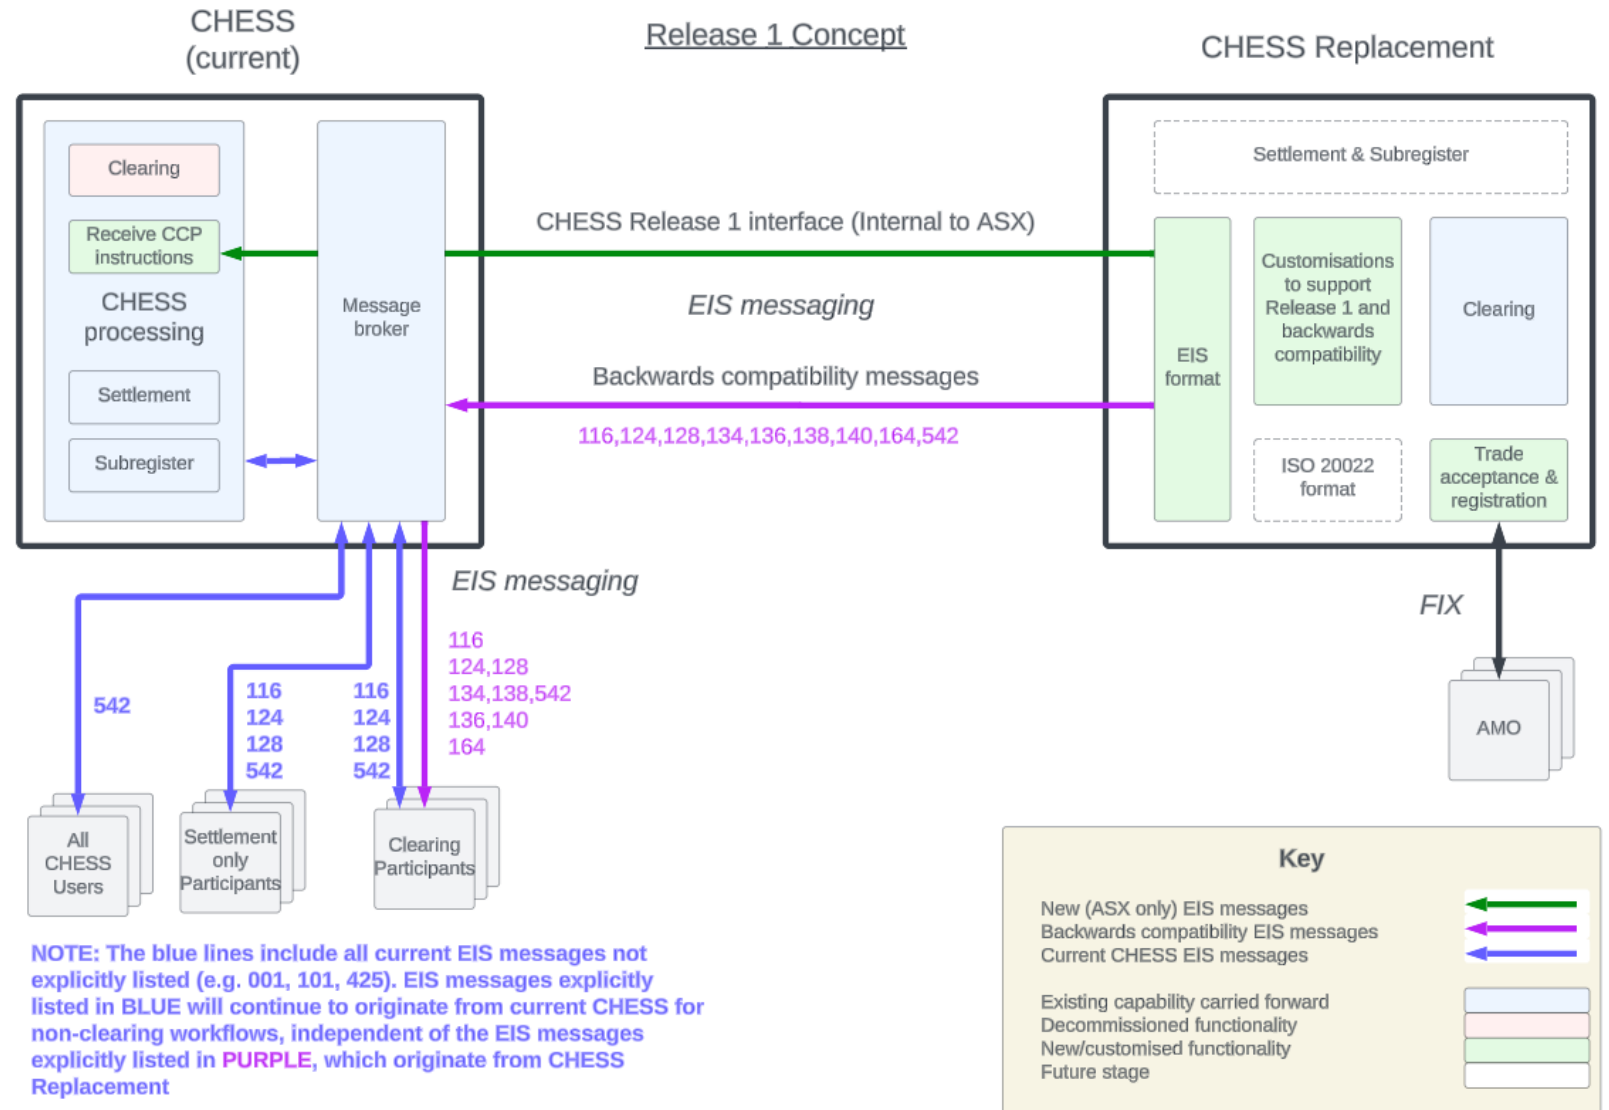 CHESS
(current)
Release 1 Concept
CHESS Replacement
Clearing
Receive CCP
instructions
CHESS
processing
Settlement
Subregister
Message
broker
CHESS Release 1 interface (Internal to ASX)
EIS messaging
Backwards compatibility messages
116,124,128,134,136,138,140,164,542
Settlement & Subregister
EIS
format
Customisations
to support
Release 1 and
backwards
compatibility
Clearing
ISO 20022
format
Trade
acceptance &
registration
EIS messaging
FIX
116
124,128
134,138,542
136,140
164
542
116
124
128
542
116
124
128
542
AMO
All
CHESS
Users
Settlement
only
Participants
Clearing
Participants
NOTE: The blue lines include all current EIS messages not
explicitly listed (e.g. 001, 101, 425). EIS messages explicitly
listed in BLUE will continue to originate from current CHESS for
non-clearing workflows, independent of the EIS messages
explicitly listed in PURPLE, which originate from CHESS
Replacement
Key
New (ASX only) EIS messages
Backwards compatibility EIS messages
Current CHESS EIS messages
Existing capability carried forward
Decommissioned functionality
New/customised functionality
Future stage